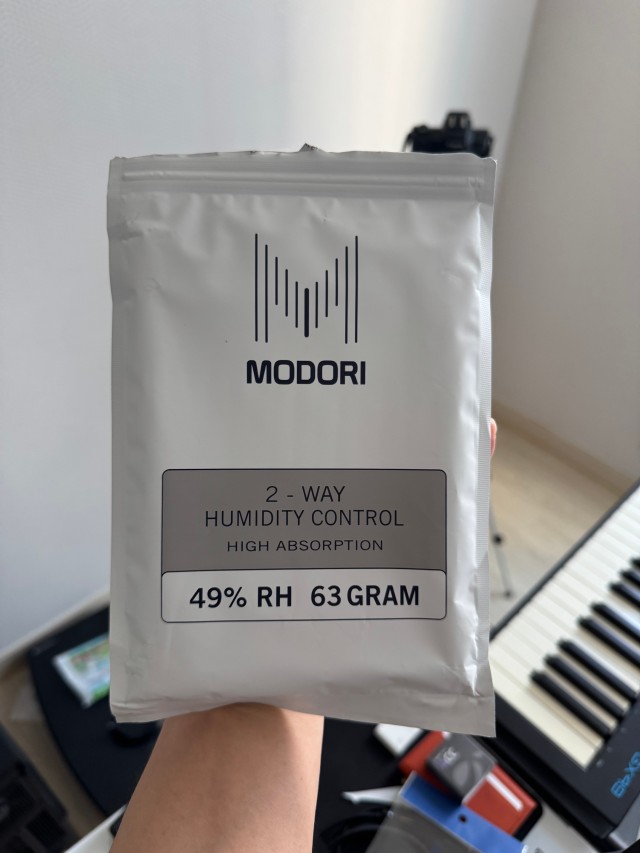 MODORI
2 - WAY
HUMIDITY CONTROL
HIGH ABSORPTION
49% RH 63 GRAM